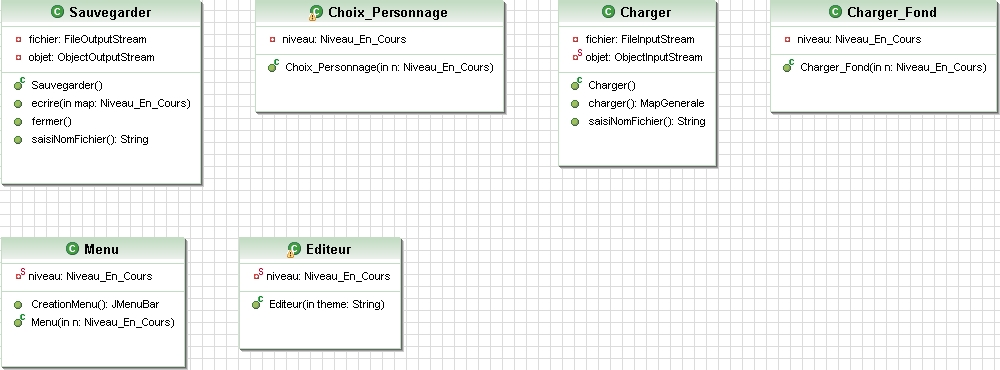 Sauvegarder
fichier: FileOutputStream
objet: ObjectOutputStream
Sauvegarder()
ecrire(in map: Niveau_En_Cours)
fermer()
saisiNomFichier(): String
Choix_Personnage
niveau: Niveau_En_Cours
Choix_Personnage(in n: Niveau_En_Cours)
Charger
fichier: FileInputStream
objet: ObjectInputStream
Charger()
charger(): MapGenerale
saisiNomFichier(): String
Charger_Fond
niveau: Niveau_En_Cours
Charger_Fond(in n: Niveau_En_Cours)
Menu
niveau: Niveau_En_Cours
CreationMenu(): JMenuBar
Menu(in n: Niveau_En_Cours)
Editeur
niveau: Niveau_En_Cours
Editeur(in theme: String)